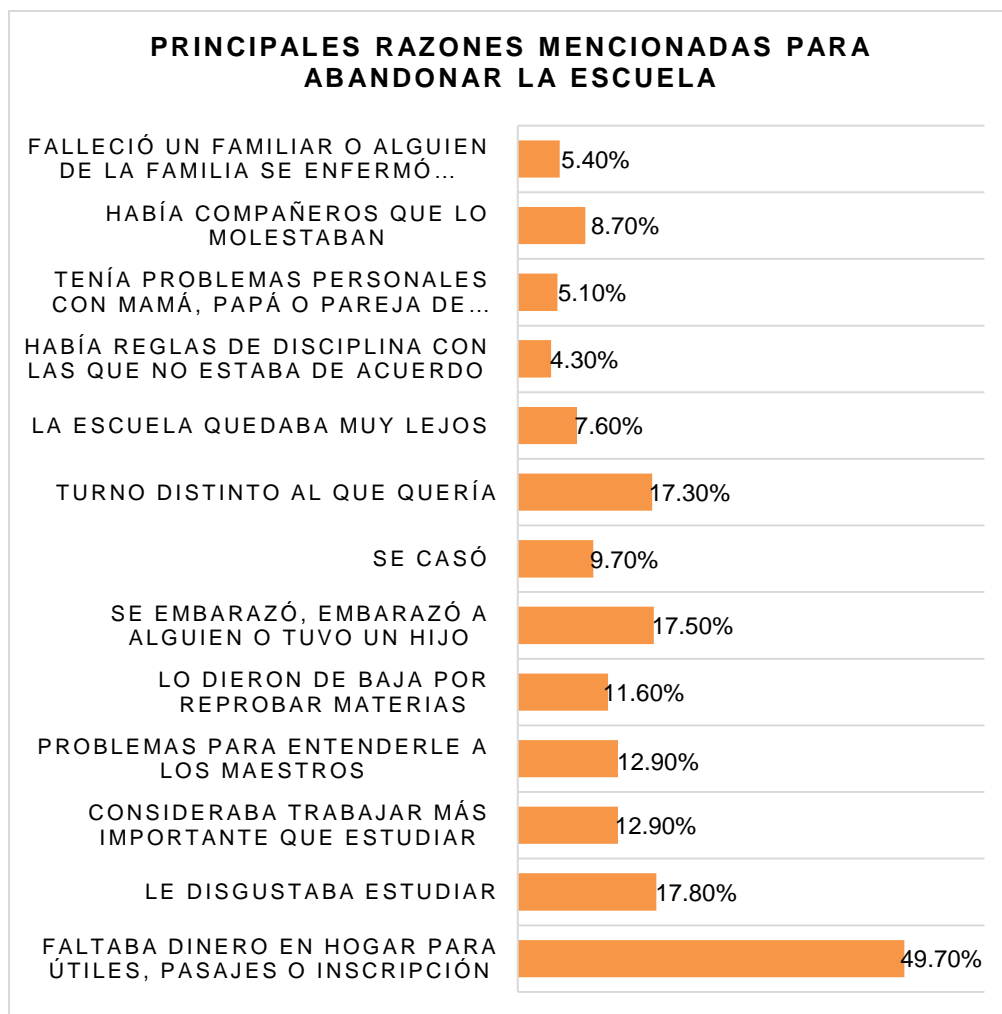 PRINCIPALES RAZONES MENCIONADAS PARA
ABANDONAR LA ESCUELA
FALLECIÓ UN FAMILIAR O ALGUIEN
DE LA FAMILIA SE ENFERMÓ…
5.40%
HABÍA COMPAÑEROS QUE LO
MOLESTABAN
8.70%
TENÍA PROBLEMAS PERSONALES
CON MAMÁ, PAPÁ O PAREJA DE…
5.10%
HABÍA REGLAS DE DISCIPLINA CON
LAS QUE NO ESTABA DE ACUERDO
4.30%
LA ESCUELA QUEDABA MUY LEJOS
7.60%
TURNO DISTINTO AL QUE QUERÍA
17.30%
SE CASÓ
9.70%
SE EMBARAZÓ, EMBARAZÓ A
ALGUIEN O TUVO UN HIJO
17.50%
LO DIERON DE BAJA POR
REPROBAR MATERIAS
11.60%
PROBLEMAS PARA ENTENDERLE A
LOS MAESTROS
12.90%
CONSIDERABA TRABAJAR MÁS
IMPORTANTE QUE ESTUDIAR
12.90%
LE DISGUSTABA ESTUDIAR
17.80%
FALTABA DINERO EN HOGAR PARA
ÚTILES, PASAJES O INSCRIPCIÓN
49.70%